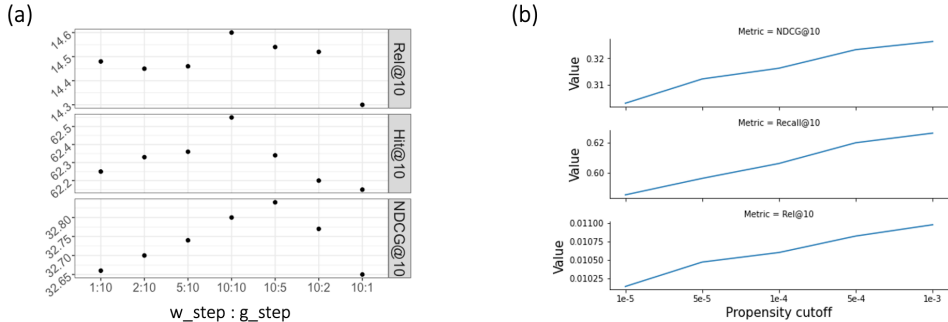 (a)
14.6
14.5
14.4
14.3
Rel@10
62.5
62.4
62.3
62.2
Hit@10
32.80
32.75
32.70
32.65
NDCG@10
1:10 2:10 5:10 10:10 10:5 10:2 10:1
w_step : g_step
(b)
Metric = NDCG@10
Value
0.32
0.31
Metric = Recall@10
Value
0.62
0.60
Metric = Rel@10
Value
0.01100
0.01075
0.01050
0.01025
1e-5 5e-5 1e-4 5e-4 1e-3
Propensity cutoff